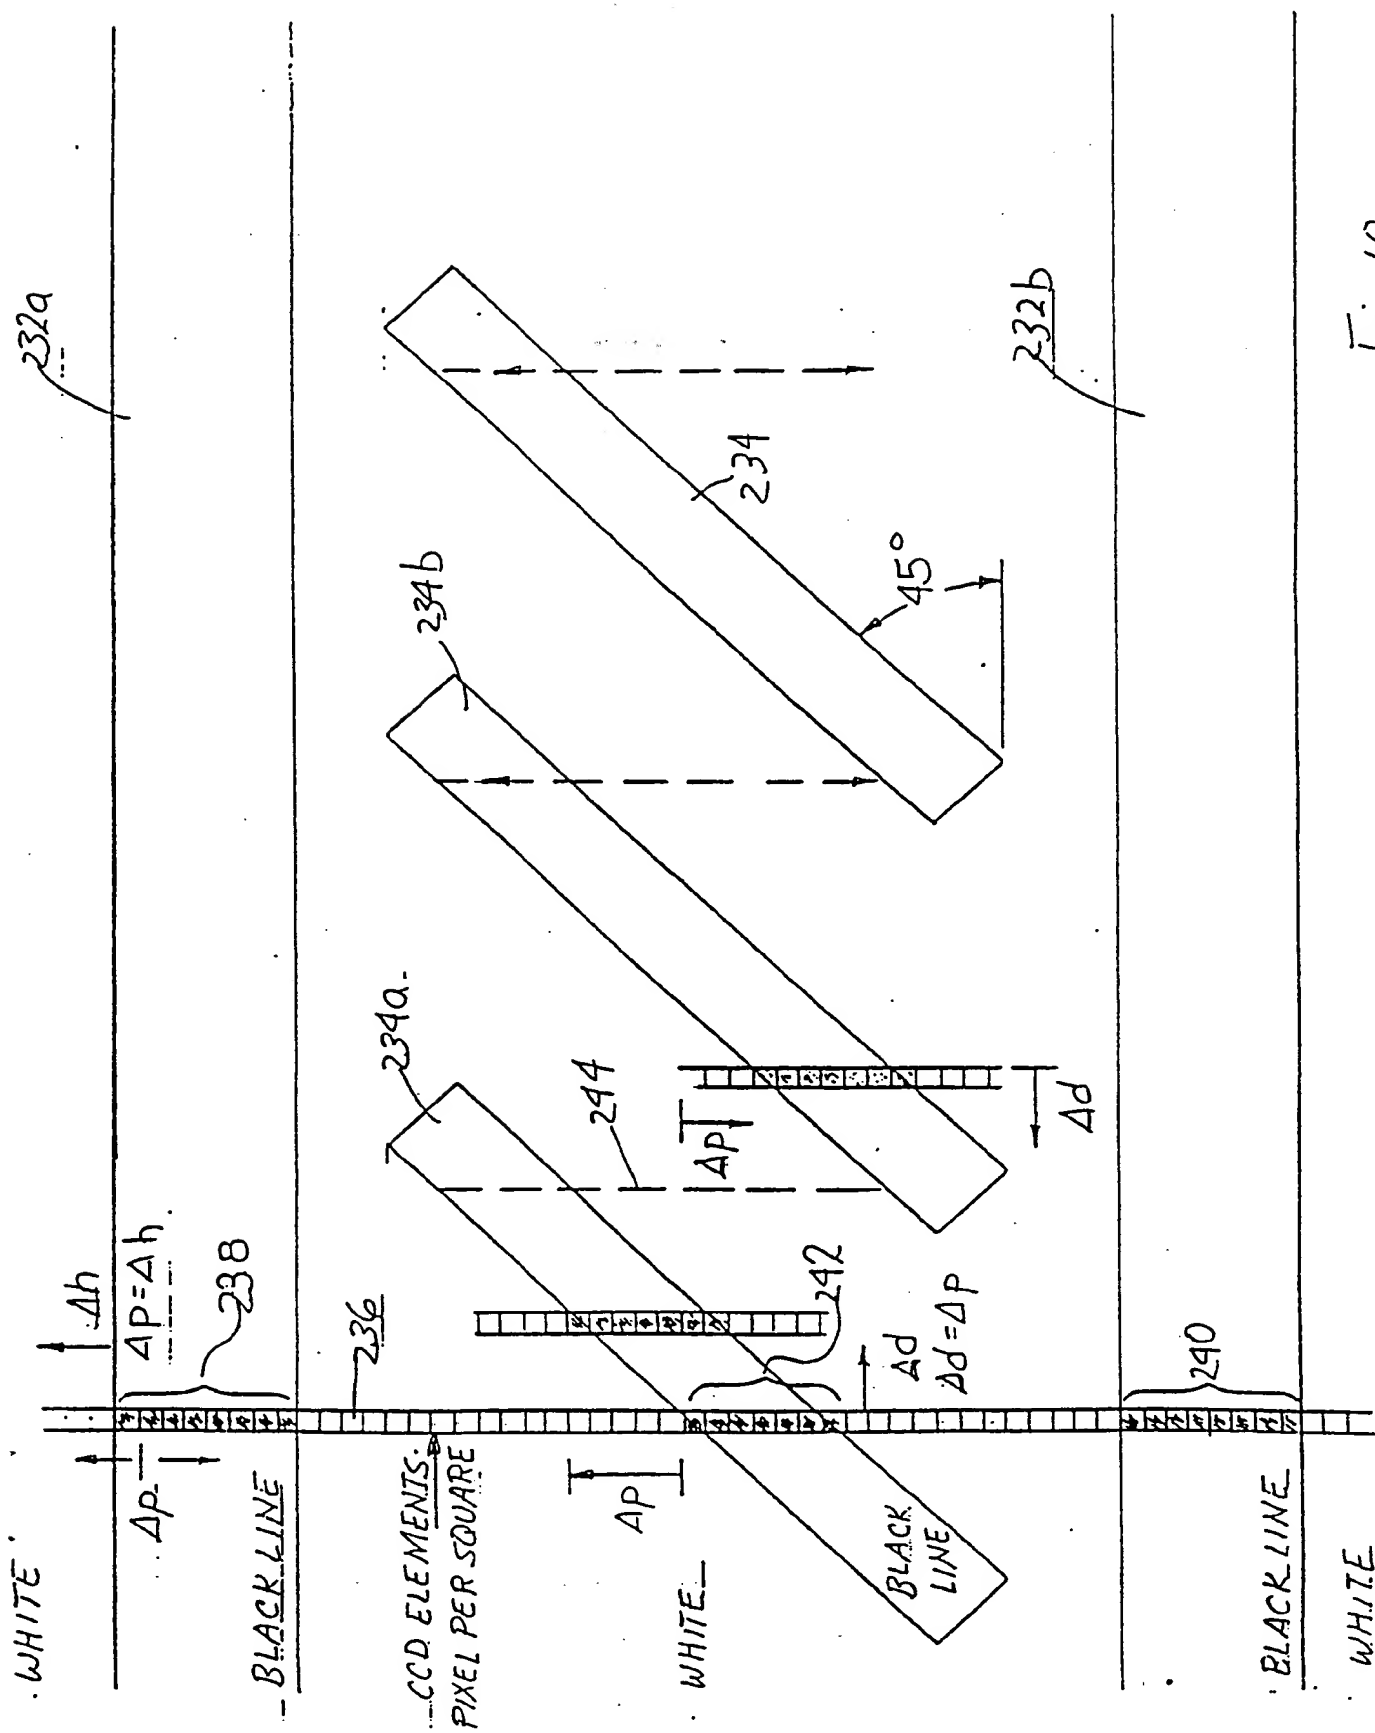 WHITE
BLACK LINE
CCD ELEMENTS.
PIXEL PER SQUARE
WHITE
BLACK LINE
WHITE
Δp
Δh
Δp=Δh.
238
236
Δp
BLACK
LINE
242
Δd
Δd=Δp
240
234a.
244
Δp
Δd
234b
234
45°
232a
232b